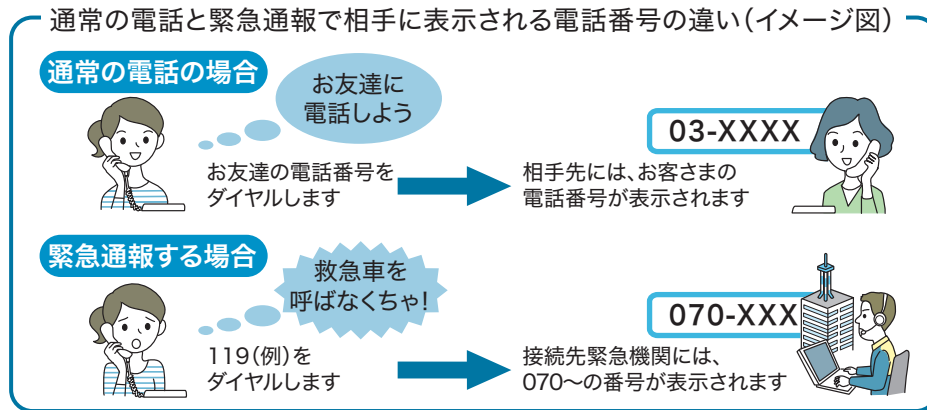 通常の電話と緊急通報で相手に表示される電話番号の違い（イメージ図）
通常の電話の場合
お友達に
電話しよう
03-XXXX
お友達の電話番号を
ダイヤルします
相手先には、お客さまの
電話番号が表示されます
緊急通報する場合
救急車を
呼ばなくちゃ！
070-XXX
119（例）を
ダイヤルします
接続先緊急機関には、
070〜の番号が表示されます